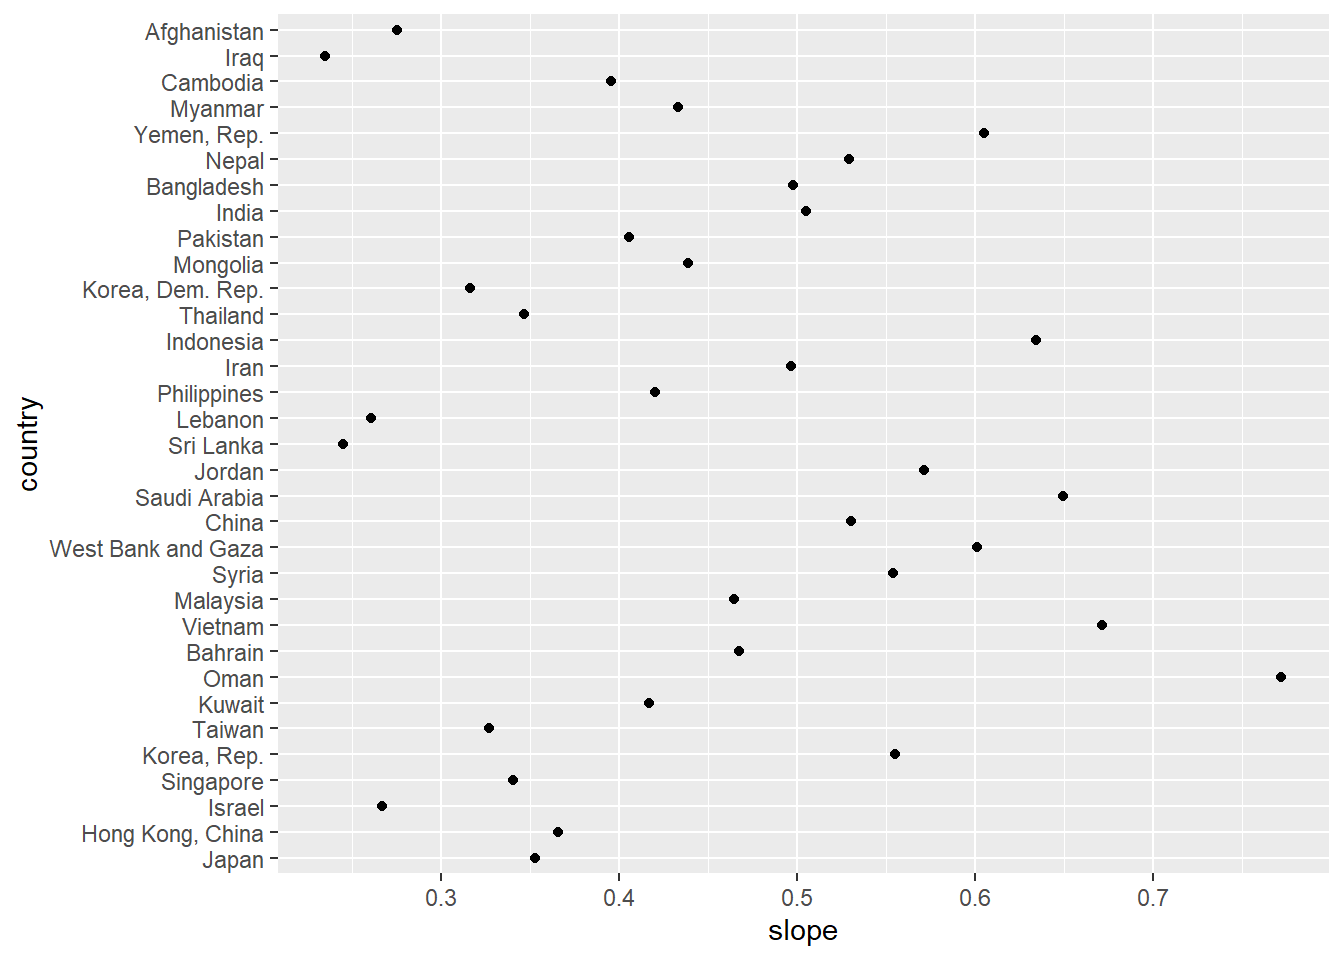 Afghanistan
Iraq
Cambodia
Myanmar
Yemen, Rep.
Nepal
Bangladesh
India
Pakistan
Mongolia
Korea, Dem. Rep.
Thailand
Indonesia
Iran
Philippines
Lebanon
Sri Lanka
Jordan
Saudi Arabia
China
West Bank and Gaza
Syria
Malaysia
Vietnam
Bahrain
Oman
Kuwait
Taiwan
Korea, Rep.
Singapore
Israel
Hong Kong, China
Japan
country
0.3 0.4 0.5 0.6 0.7
slope